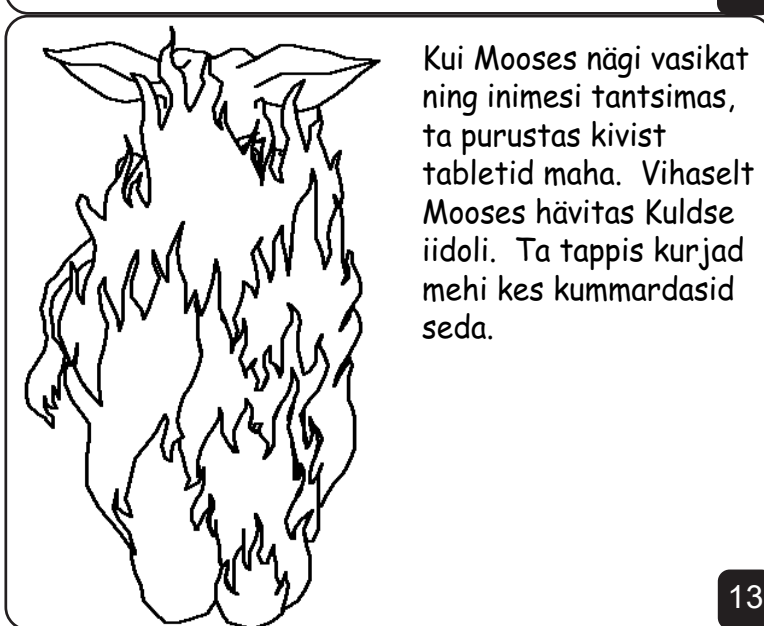 Kui Mooses nägi vasikat
ning inimesi tantsimas,
ta purustas kivist
tabletid maha.  Vihaselt
Mooses hävitas Kuldse
iidoli.  Ta tappis kurjad
mehi kes kummardasid
seda.
13